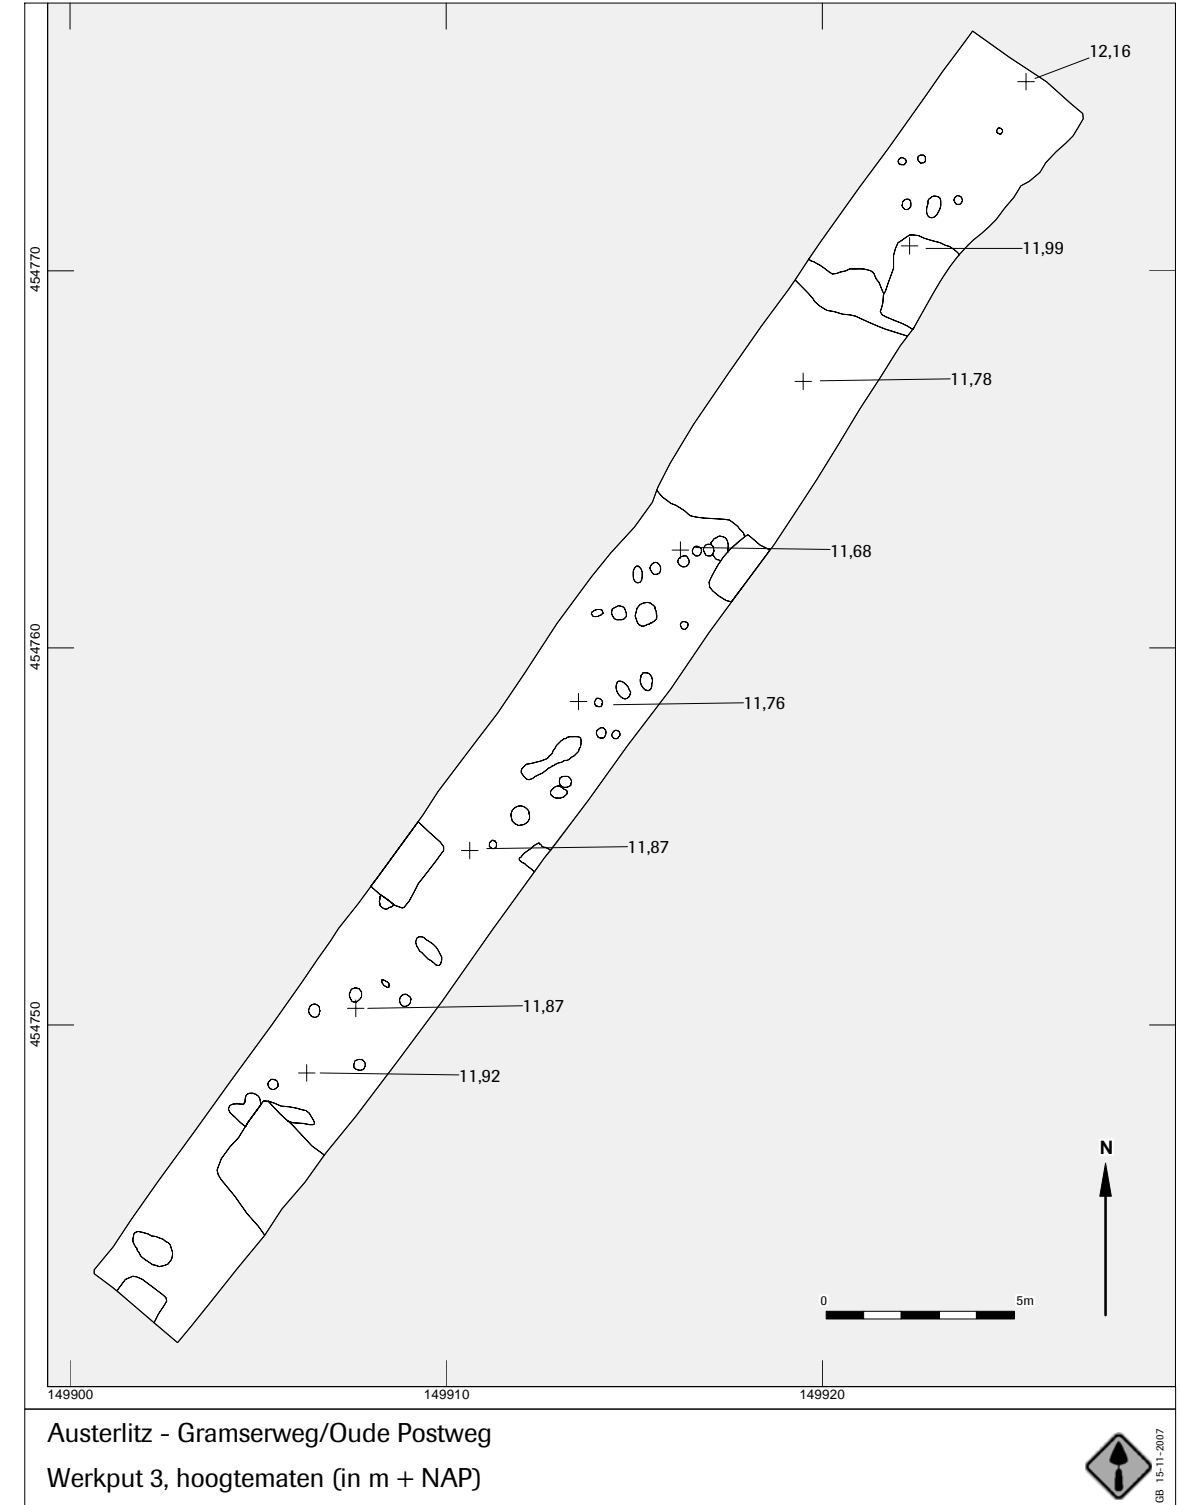 12,16
11,99
454770
11,78
11,68
454760
11,76
11,87
11,87
454750
11,92
N
0 5m
149900 149910 149920
Austerlitz - Gramserweg/Oude Postweg
Werkput 3, hoogtematen (in m + NAP)
GB 15-11-2007